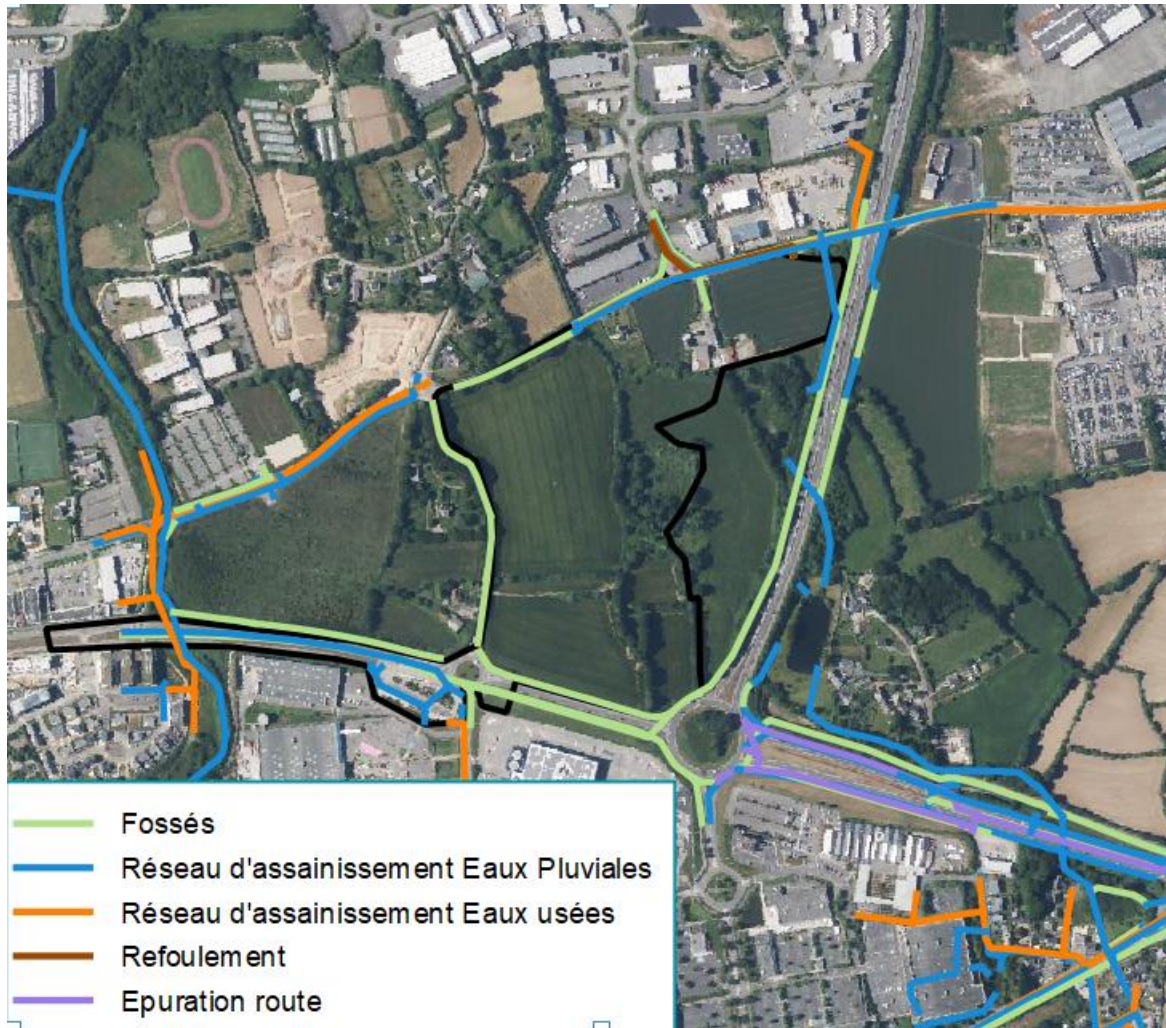 Fossés
Réseau d'assainissement Eaux Pluviales
Réseau d'assainissement Eaux usées
Refoulement
Epuration route